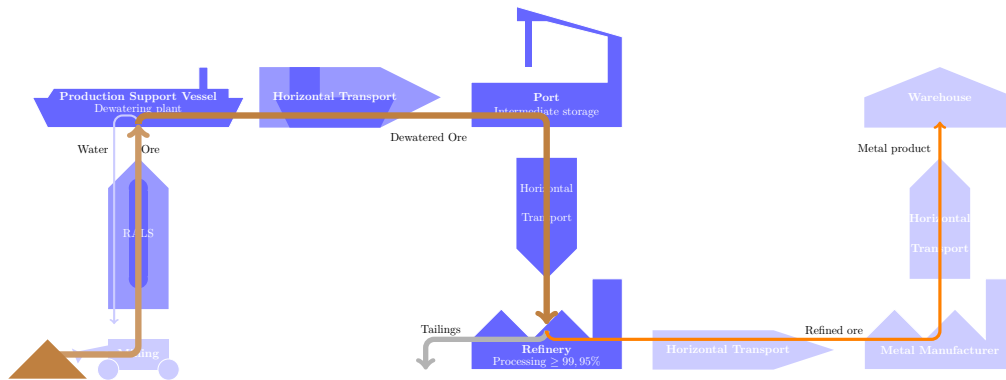 Production Support Vessel
Dewatering plant
Horizontal Transport
Port
Intermediate storage
Warehouse
Dewatered Ore
Water
Ore
Metal product
Horizontal
Transport
RALS
Horizontal
Transport
Tailings
Refined ore
Mining
Refinery
Processing ≥ 99, 95%
Horizontal Transport
Metal Manufacturer